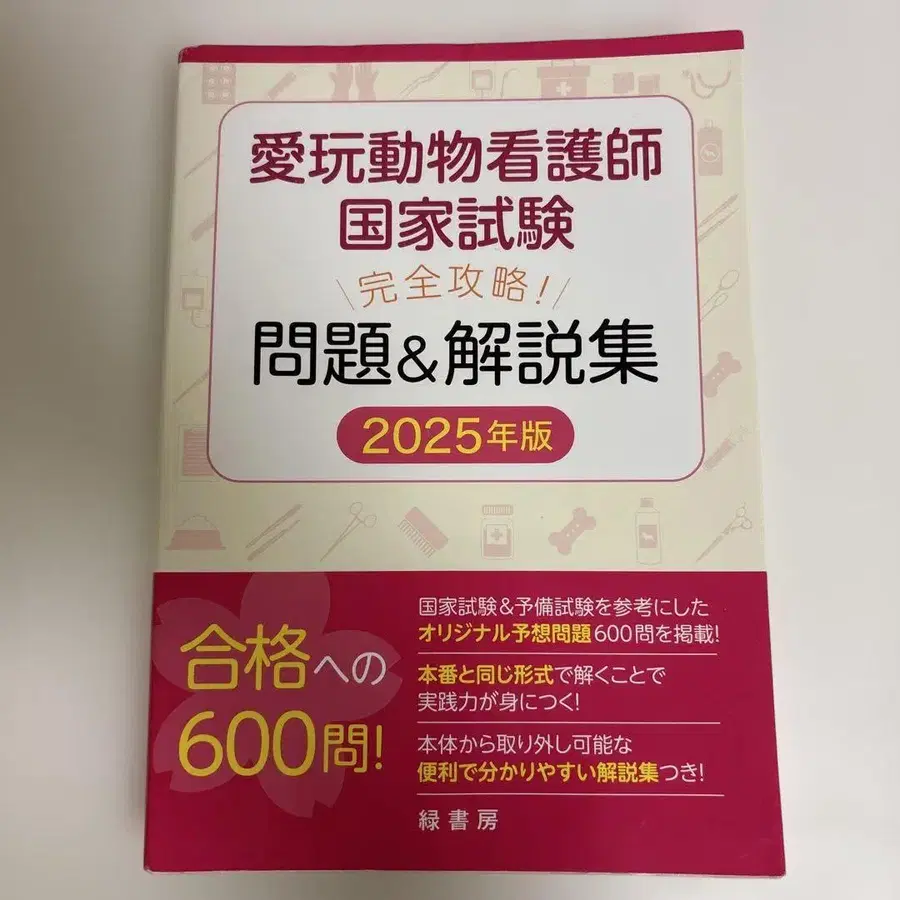 愛玩動物看護師
国家試験
完全攻略!
問題&解説集
2025年版
合格への
600問!
国家試験&予備試験を参考にした
オリジナル予想問題600問を掲載!
本番と同じ形式で解くことで
実践力が身につく!
本体から取り外し可能な
便利で分かりやすい解説集つき!
緑書房